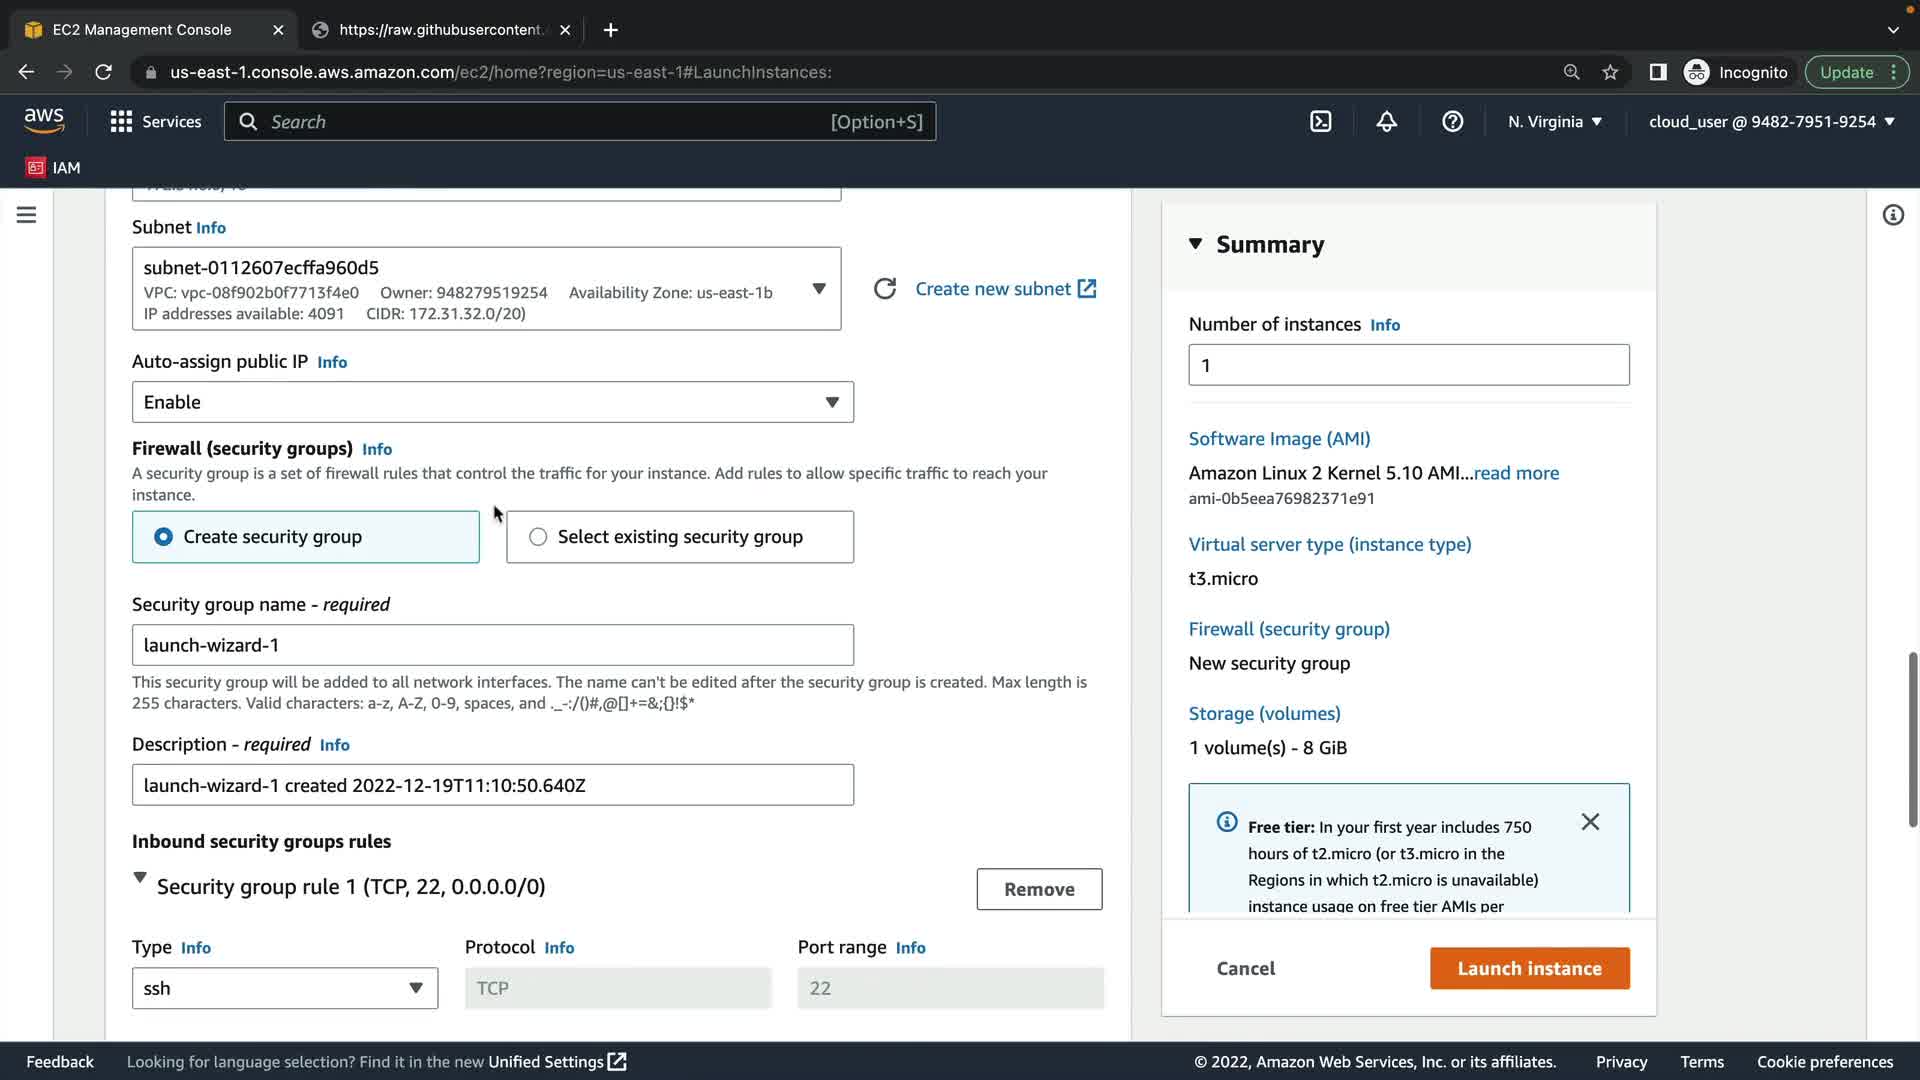 EC2 Management Console
https://raw.githubusercontent.
us-east-1.console.aws.amazon.com/ec2/home?region=us-east-1#LaunchInstances:
Incognito
Update
aws
Services
Search
[Option+S]
N. Virginia
cloud_user @ 9482-7951-9254
IAM
Subnet Info
subnet-0112607ecffa960d5
VPC: vpc-08f902b0f7713f4e0 Owner: 948279519254 Availability Zone: us-east-1b
IP addresses available: 4091 CIDR: 172.31.32.0/20)
Create new subnet
Auto-assign public IP Info
Enable
Firewall (security groups) Info
A security group is a set of firewall rules that control the traffic for your instance. Add rules to allow specific traffic to reach your
instance.
Create security group
Select existing security group
Security group name - required
launch-wizard-1
This security group will be added to all network interfaces. The name can't be edited after the security group is created. Max length is
255 characters. Valid characters: a-z, A-Z, 0-9, spaces, and ._-:/()#,@[]+=&;{}!$*
Description - required Info
launch-wizard-1 created 2022-12-19T11:10:50.640Z
Inbound security groups rules
Security group rule 1 (TCP, 22, 0.0.0.0/0)
Remove
Type Info
Protocol Info
Port range Info
ssh
TCP
22
Summary
Number of instances Info
1
Software Image (AMI)
Amazon Linux 2 Kernel 5.10 AMI...read more
ami-0b5eea76982371e91
Virtual server type (instance type)
t3.micro
Firewall (security group)
New security group
Storage (volumes)
1 volume(s) - 8 GiB
Free tier: In your first year includes 750
hours of t2.micro (or t3.micro in the
Regions in which t2.micro is unavailable)
instance usage on free tier AMIs per
Cancel
Launch instance
Feedback
Looking for language selection? Find it in the new Unified Settings
© 2022, Amazon Web Services, Inc. or its affiliates.
Privacy
Terms
Cookie preferences